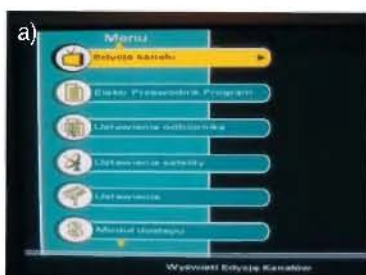 a)
Menu
Edycja kanału
Elektr Przewodnik Program
Ustawienia odbiornika
Ustawienia satelity
Ustawienia
Moduł dostępu
Wyświetl Edycję Kanałów